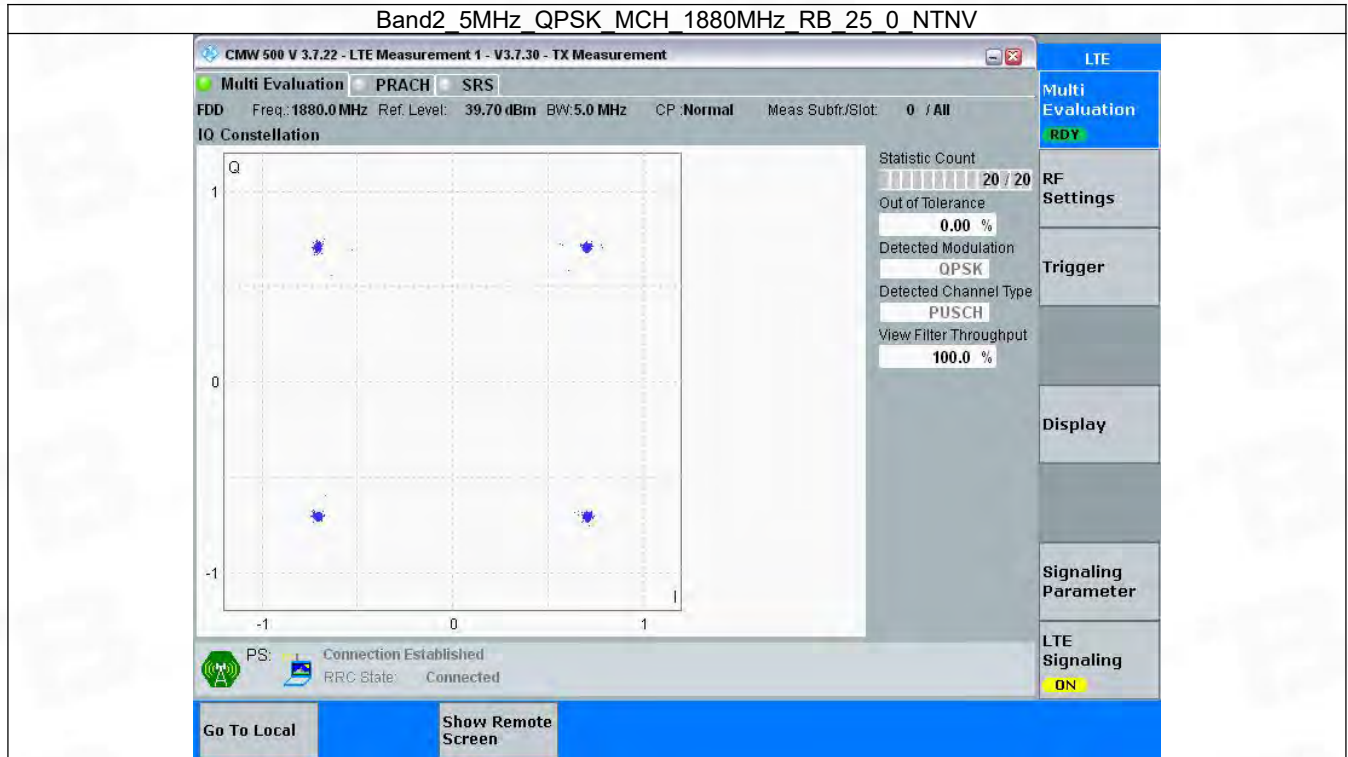 Band2_5MHz_QPSK_MCH_1880MHz_RB_25_0_NTNV
CMW 500 V 3.7.22 - LTE Measurement 1 - V3.7.30 - TX Measurement
LTE
Multi Evaluation PRACH SRS
Multi
Evaluation
RDY
FDD Freq.:1880.0 MHz Ref. Level: 39.70 dBm BW:5.0 MHz CP :Normal Meas Subfr./Slot: 0 / All
IQ Constellation
Q
1
0
-1
I
-1 0 1
Statistic Count
20 / 20
Out of Tolerance
0.00 %
Detected Modulation
QPSK
Detected Channel Type
PUSCH
View Filter Throughput
100.0 %
RF
Settings
Trigger
Display
Signaling
Parameter
LTE
Signaling
ON
PS: Connection Established
RRC State: Connected
Go To Local
Show Remote
Screen